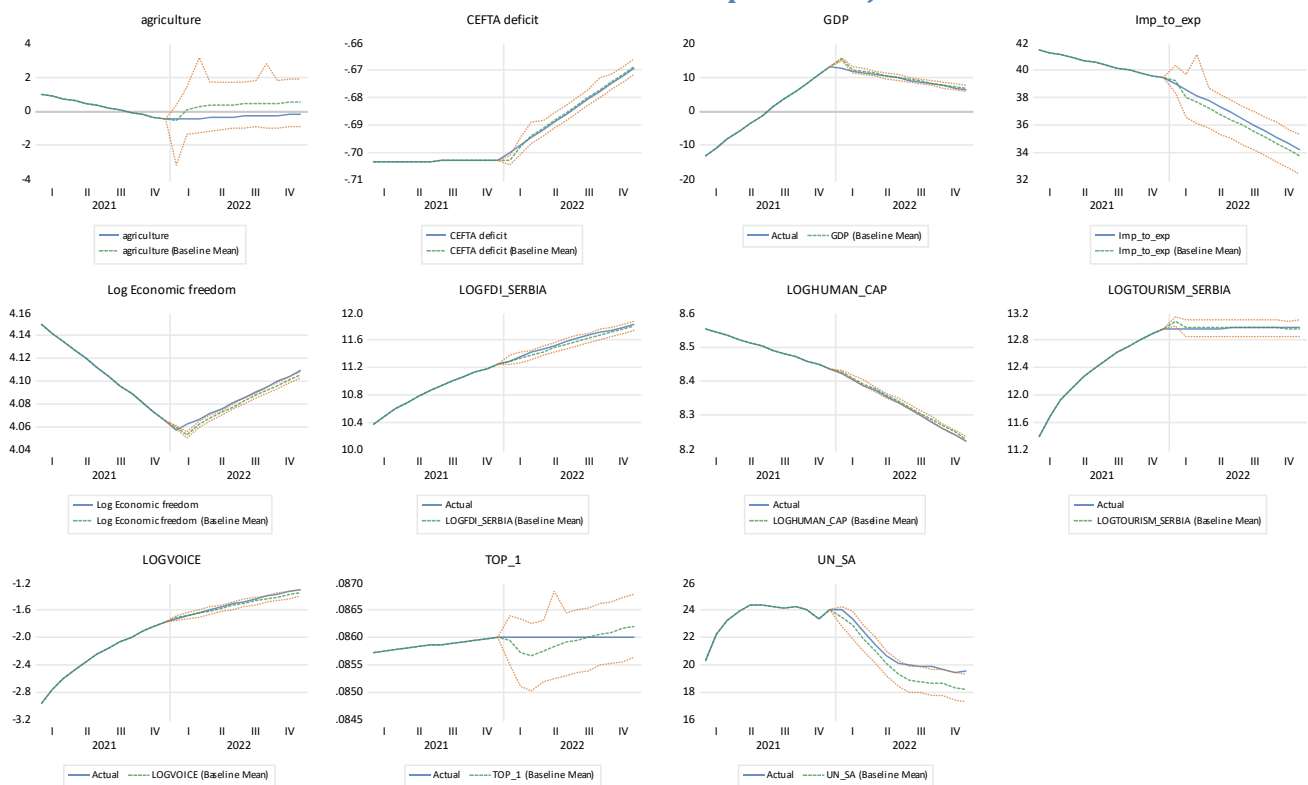 agriculture
4
2
0
-2
-4
I II III IV I II III IV
2021 2022
agriculture
agriculture (Baseline Mean)
CEFTA deficit
-.66
-.67
-.68
-.70
-.71
I II III IV I II III IV
2021 2022
CEFTA deficit
CEFTA deficit (Baseline Mean)
GDP
20
10
0
-10
-20
I II III IV I II III IV
2021 2022
Actual GDP (Baseline Mean)
Imp_to_exp
42
40
38
36
34
32
I II III IV I II III IV
2021 2022
Imp_to_exp
Imp_to_exp (Baseline Mean)
Log Economic freedom
4.16
4.14
4.12
4.10
4.08
4.06
4.04
I II III IV I II III IV
2021 2022
Log Economic freedom
Log Economic freedom (Baseline Mean)
LOGFDI_SERBIA
12.0
11.6
11.2
10.8
10.4
10.0
I II III IV I II III IV
2021 2022
Actual
LOGFDI_SERBIA (Baseline Mean)
LOGHUMAN_CAP
8.6
8.5
8.4
8.3
8.2
I II III IV I II III IV
2021 2022
Actual
LOGHUMAN_CAP (Baseline Mean)
LOGTOURISM_SERBIA
13.2
12.8
12.4
12.0
11.6
11.2
I II III IV I II III IV
2021 2022
Actual
LOGTOURISM_SERBIA (Baseline Mean)
LOGVOICE
-1.2
-1.6
-2.0
-2.4
-2.8
-3.2
I II III IV I II III IV
2021 2022
Actual LOGVOICE (Baseline Mean)
TOP_1
.0870
.0865
.0860
.0855
.0850
.0845
I II III IV I II III IV
2021 2022
Actual TOP_1 (Baseline Mean)
UN_SA
26
24
22
20
18
16
I II III IV I II III IV
2021 2022
Actual UN_SA (Baseline Mean)